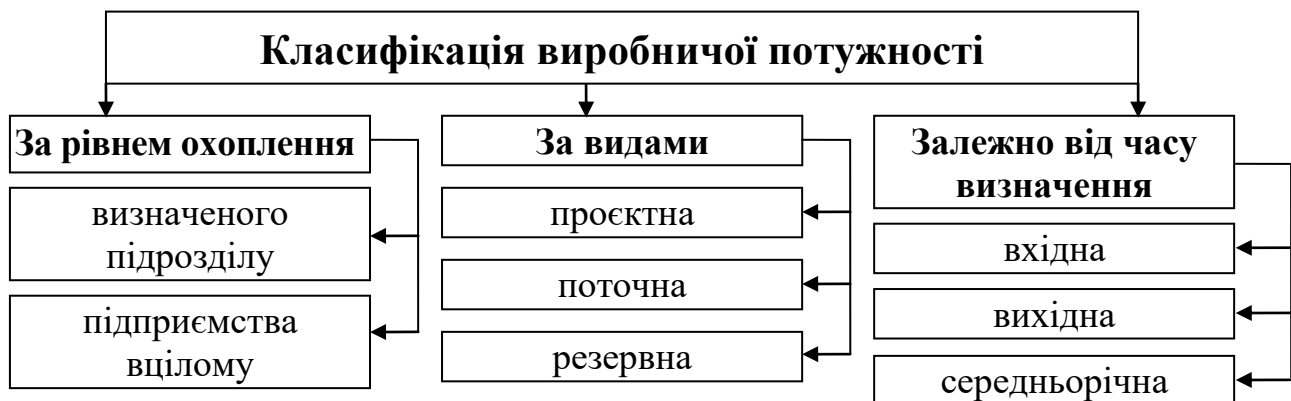 Класифікація виробничої потужності
За рівнем охоплення
визначеного
підрозділу
підприємства
вцілому
За видами
проєктна
поточна
резервна
Залежно від часу
визначення
вхідна
вихідна
середньорічна